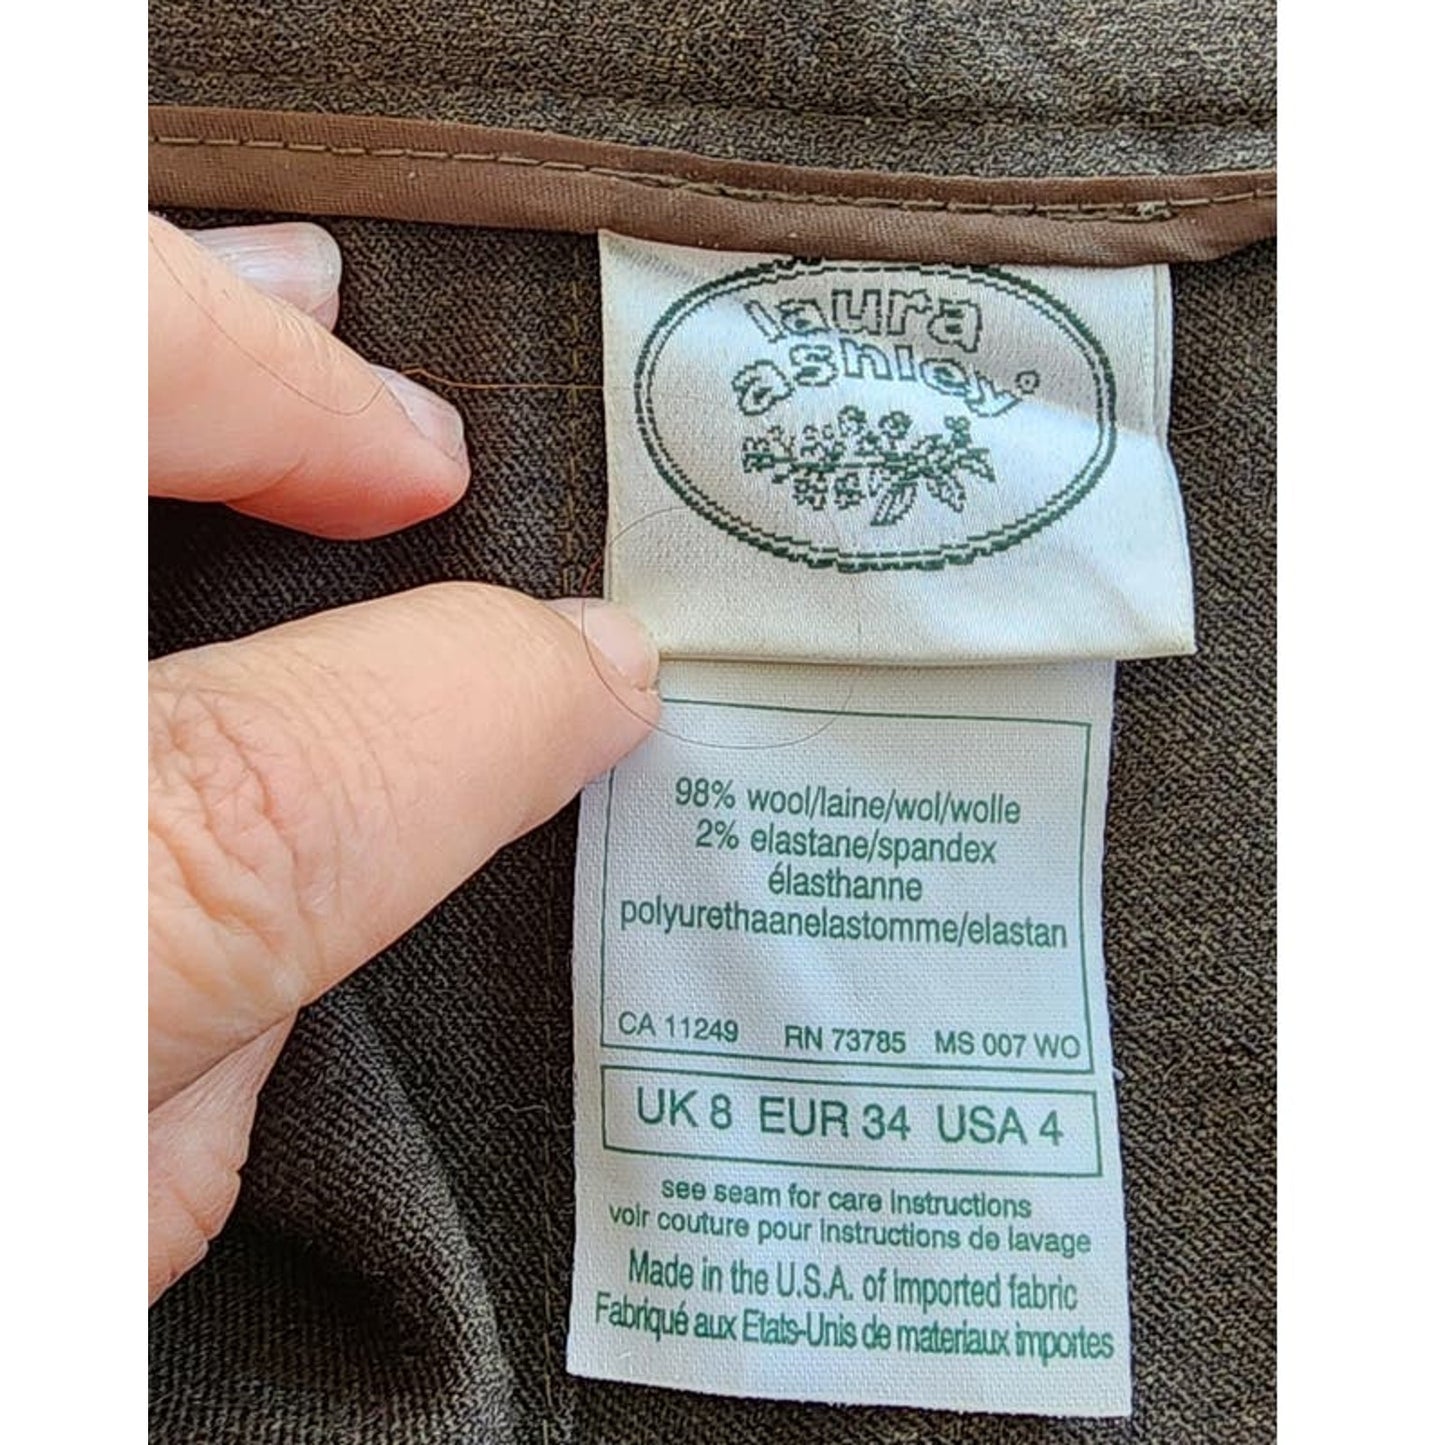 laura
ashley®
98% wool/laine/wol/wolle
2% elastane/spandex
élasthanne
polyurethaanelastomme/elastan
CA 11249 RN 73785 MS 007 WO
UK 8 EUR 34 USA 4
see seam for care instructions
voir couture pour instructions de lavage
Made in the U.S.A. of imported fabric
Fabriqué aux Etats-Unis de materiaux importes